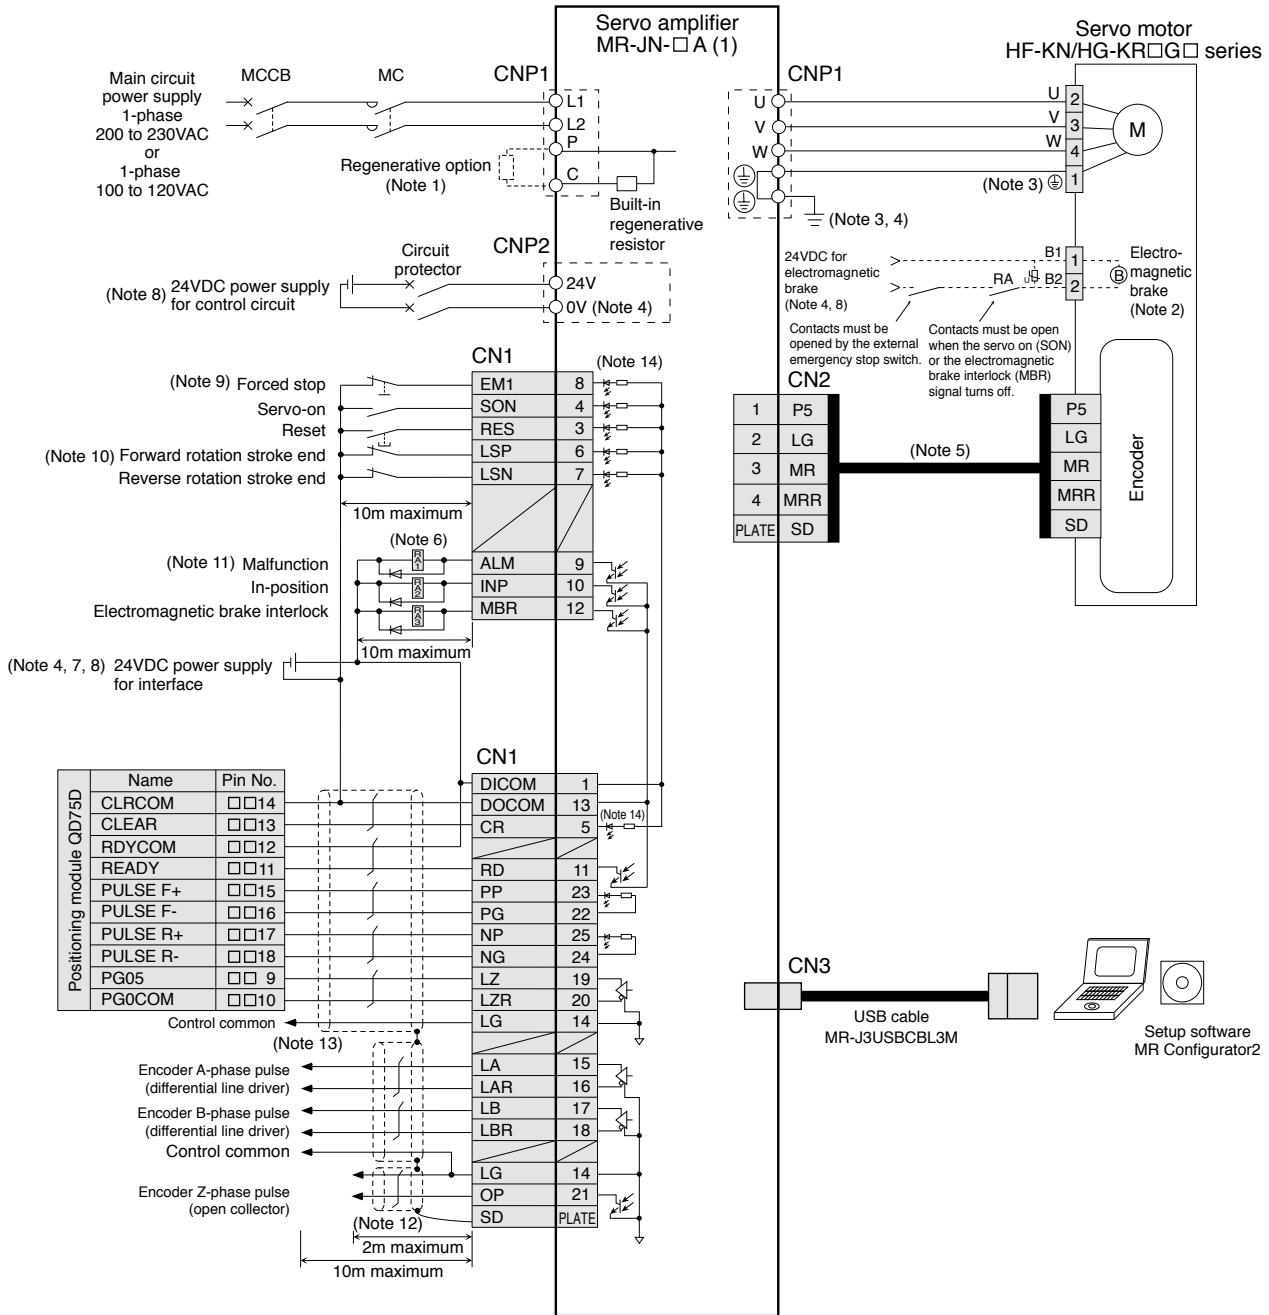 Servo amplifier
MR-JN-□A (1)
Servo motor
HF-KN/HG-KR□G□ series
Main circuit
power supply
1-phase
200 to 230VAC
or
1-phase
100 to 120VAC
MCCB
MC
CNP1
L1
L2
P
C
Regenerative option
(Note 1)
Built-in
regenerative
resistor
CNP1
U
V
W
U
V
W
2
3
4
1
M
(Note 3)
(Note 3, 4)
CNP2
Circuit
protector
(Note 8) 24VDC power supply
for control circuit
24V
0V (Note 4)
24VDC for
electromagnetic
brake
(Note 4, 8)
RA
U
B1
B2
1
2
B
Electro-
magnetic
brake
(Note 2)
Contacts must be
opened by the external
emergency stop switch.
Contacts must be open
when the servo on (SON)
or the electromagnetic
brake interlock (MBR)
signal turns off.
CN1
(Note 14)
(Note 9) Forced stop EM1 8
Servo-on SON 4
Reset RES 3
(Note 10) Forward rotation stroke end LSP 6
Reverse rotation stroke end LSN 7
10m maximum
(Note 6)
(Note 11) Malfunction RA1 ALM 9
In-position RA2 INP 10
Electromagnetic brake interlock RA3 MBR 12
10m maximum
(Note 4, 7, 8) 24VDC power supply
for interface
CN2
1 P5
2 LG
3 MR
4 MRR
PLATE SD
(Note 5)
P5
LG
MR
MRR
SD
Encoder
CN1
Positioning module QD75D
Name Pin No.
CLRCOM □□14
CLEAR □□13
RDYCOM □□12
READY □□11
PULSE F+ □□15
PULSE F- □□16
PULSE R+ □□17
PULSE R- □□18
PG05 □□ 9
PG0COM □□10
DICOM 1
DOCOM 13
CR 5
(Note 14)
RD 11
PP 23
PG 22
NP 25
NG 24
LZ 19
LZR 20
Control common LG 14
(Note 13)
Encoder A-phase pulse
(differential line driver)
LA 15
LAR 16
Encoder B-phase pulse
(differential line driver)
LB 17
LBR 18
Control common
LG 14
Encoder Z-phase pulse
(open collector)
OP 21
SD PLATE
(Note 12)
2m maximum
10m maximum
CN3
USB cable
MR-J3USBCBL3M
Setup software
MR Configurator2